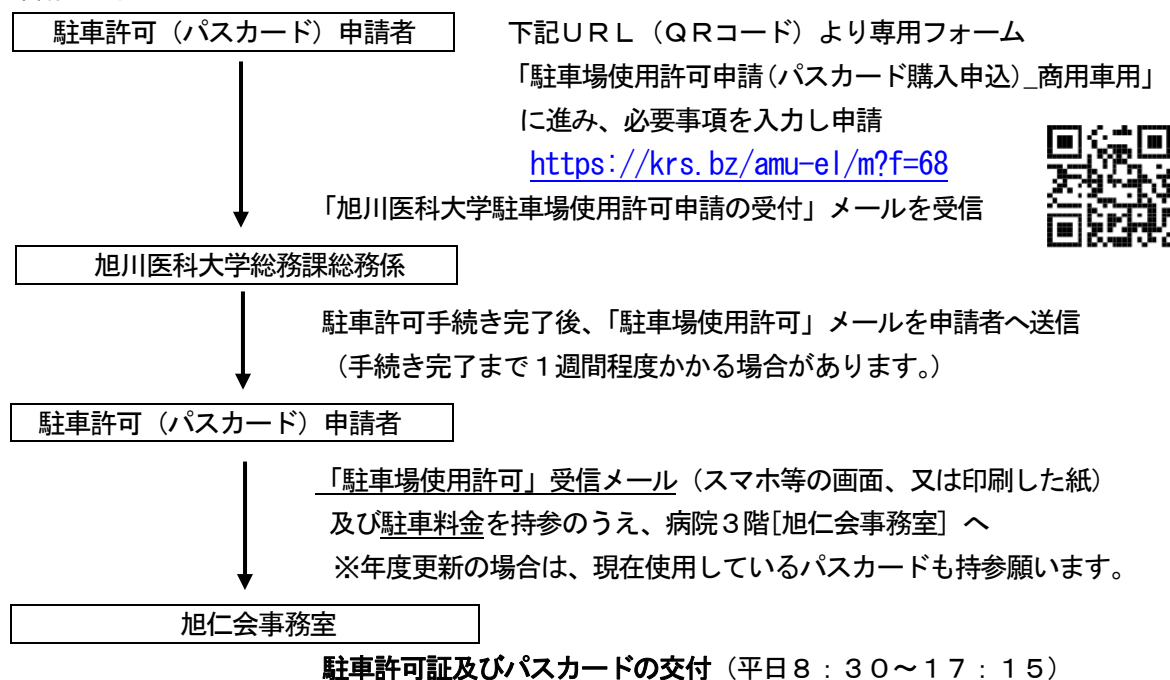 駐車許可（パスカード）申請者
下記ＵＲＬ（ＱＲコード）より専用フォーム
「駐車場使用許可申請(パスカード購入申込)_商用車用」
に進み、必要事項を入力し申請
https://krs.bz/amu-el/m?f=68
「旭川医科大学駐車場使用許可申請の受付」メールを受信
旭川医科大学総務課総務係
駐車許可手続き完了後、「駐車場使用許可」メールを申請者へ送信
（手続き完了まで１週間程度かかる場合があります。）
駐車許可（パスカード）申請者
「駐車場使用許可」受信メール（スマホ等の画面、又は印刷した紙）
及び駐車料金を持参のうえ、病院３階[旭仁会事務室] へ
※年度更新の場合は、現在使用しているパスカードも持参願います。
旭仁会事務室
駐車許可証及びパスカードの交付（平日８：３０～１７：１５）